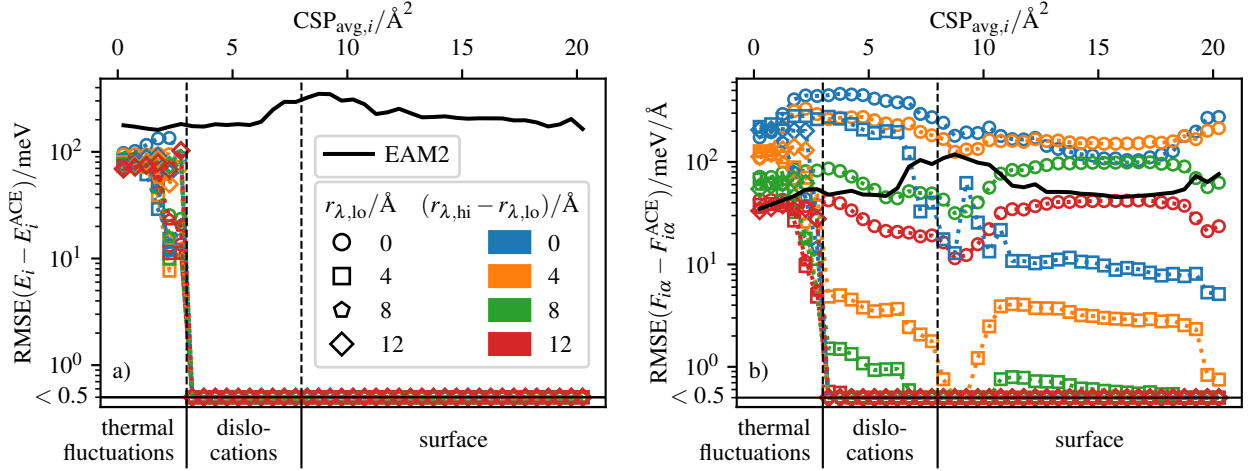 CSP_avg,i/Å²
0 5 10 15 20
RMSE(E_i − E_i^ACE)/meV
10²
10¹
10⁰
< 0.5
EAM2
r_λ,lo/Å (r_λ,hi − r_λ,lo)/Å
0 0
4 4
8 8
12 12
a)
thermal fluctuations
dislo-
cations
surface
CSP_avg,i/Å²
0 5 10 15 20
RMSE(F_iα − F_iα^ACE)/meV/Å
10²
10¹
10⁰
< 0.5
b)
thermal fluctuations
dislo-
cations
surface